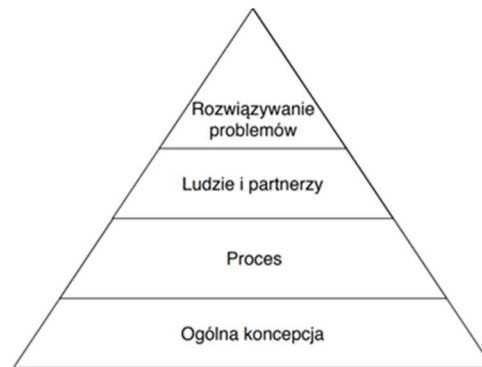 Rozwiązywanie
problemów
Ludzie i partnerzy
Proces
Ogólna koncepcja